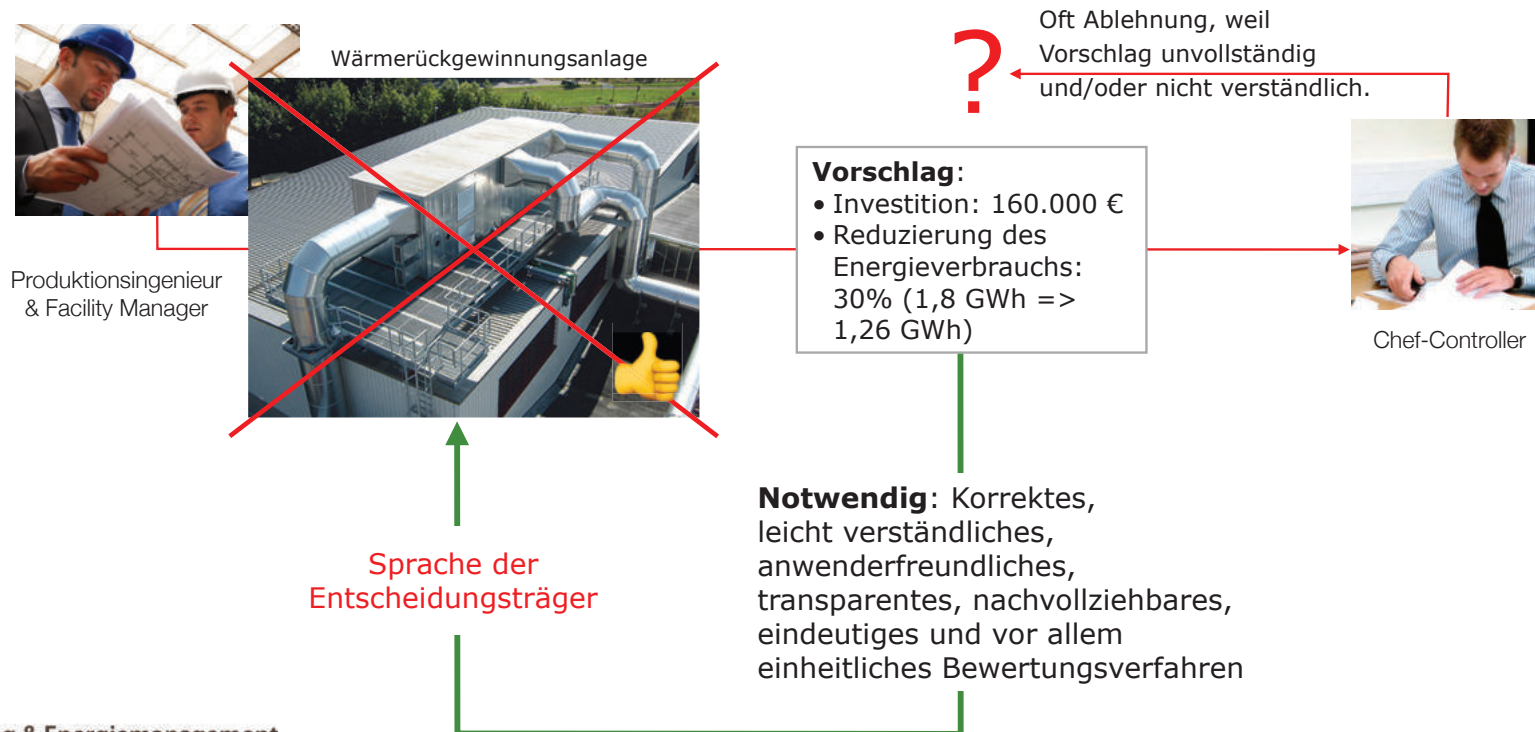 Wärmerückgewinnungsanlage
Produktionsingenieur
& Facility Manager
Oft Ablehnung, weil
Vorschlag unvollständig
und/oder nicht verständlich.
?
Vorschlag:
• Investition: 160.000 €
• Reduzierung des
Energieverbrauchs:
30% (1,8 GWh =>
1,26 GWh)
Chef-Controller
Notwendig: Korrektes,
leicht verständliches,
anwenderfreundliches,
transparentes, nachvollziehbares,
eindeutiges und vor allem
einheitliches Bewertungsverfahren
Sprache der
Entscheidungsträger
& Energiemanagement